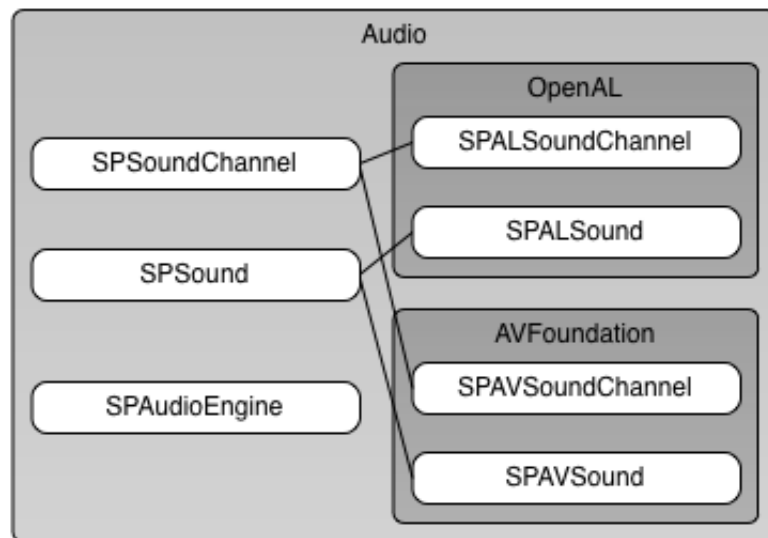 Audio
OpenAL
SPSoundChannel
SPALSoundChannel
SPSound
SPALSound
AVFoundation
SPAudioEngine
SPAVSoundChannel
SPAVSound